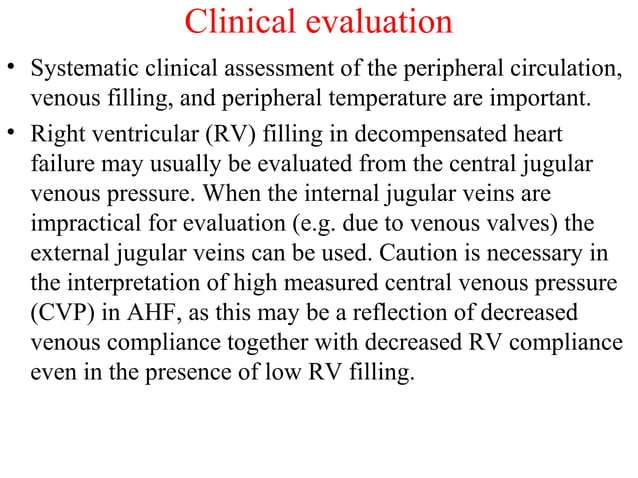 Clinical evaluation
• Systematic clinical assessment of the peripheral circulation,
venous filling, and peripheral temperature are important.
• Right ventricular (RV) filling in decompensated heart
failure may usually be evaluated from the central jugular
venous pressure. When the internal jugular veins are
impractical for evaluation (e.g. due to venous valves) the
external jugular veins can be used. Caution is necessary in
the interpretation of high measured central venous pressure
(CVP) in AHF, as this may be a reflection of decreased
venous compliance together with decreased RV compliance
even in the presence of low RV filling.